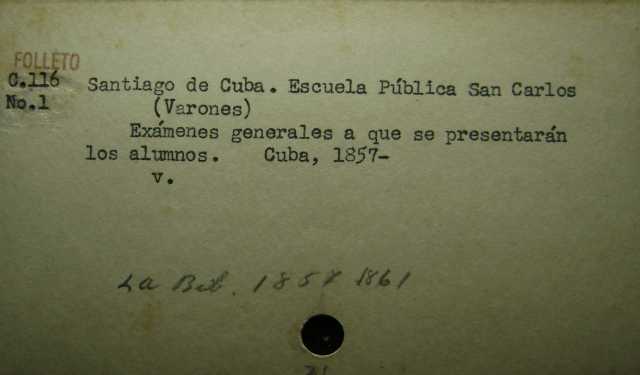 FOLLETO
C.116
No.1
Santiago de Cuba. Escuela Pública San Carlos
(Varones)
Exámenes generales a que se presentarán
los alumnos. Cuba, 1857-
v.
La Bib. 1857 1861